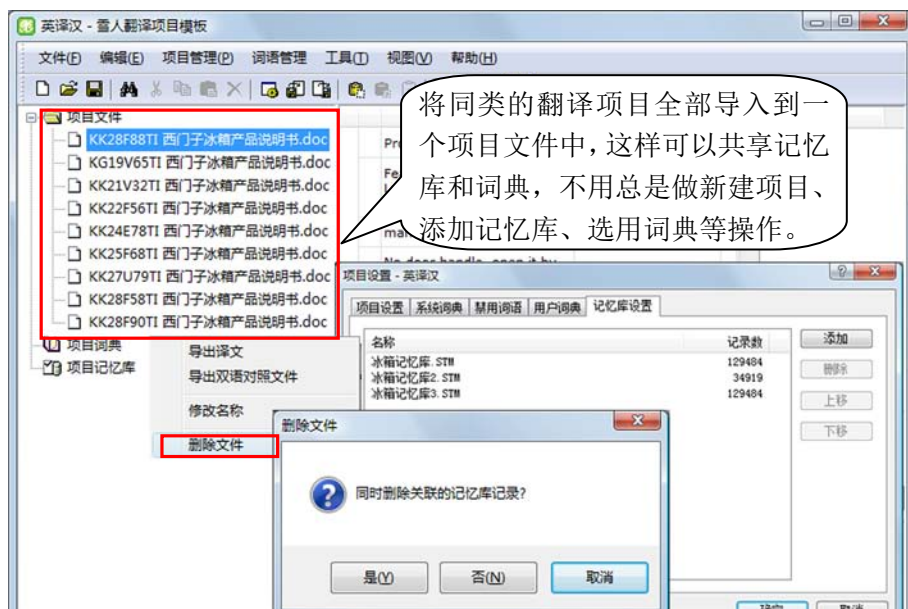 英译汉 - 雪人翻译项目模板
文件(F) 编辑(E) 项目管理(P) 词语管理 工具(T) 视图(V) 帮助(H)
将同类的翻译项目全部导入到一
个项目文件中，这样可以共享记忆
库和词典，不用总是做新建项目、
添加记忆库、选用词典等操作。
项目文件
KK28F88TI 西门子冰箱产品说明书.doc
KG19V65TI 西门子冰箱产品说明书.doc
KK21V32TI 西门子冰箱产品说明书.doc
KK22F56TI 西门子冰箱产品说明书.doc
KK24E78TI 西门子冰箱产品说明书.doc
KK25F68TI 西门子冰箱产品说明书.doc
KK27U79TI 西门子冰箱产品说明书.doc
KK28F58TI 西门子冰箱产品说明书.doc
KK28F90TI 西门子冰箱产品说明书.doc
项目词典
项目记忆库
导出译文
导出双语对照文件
修改名称
删除文件
项目设置 - 英译汉
项目设置 系统词典 禁用词语 用户词典 记忆库设置
名称 记录数
冰箱记忆库.STM 129484
冰箱记忆库2.STM 34919
冰箱记忆库3.STM 129484
添加
删除
上移
下移
删除文件
同时删除关联的记忆库记录?
是(Y) 否(N) 取消